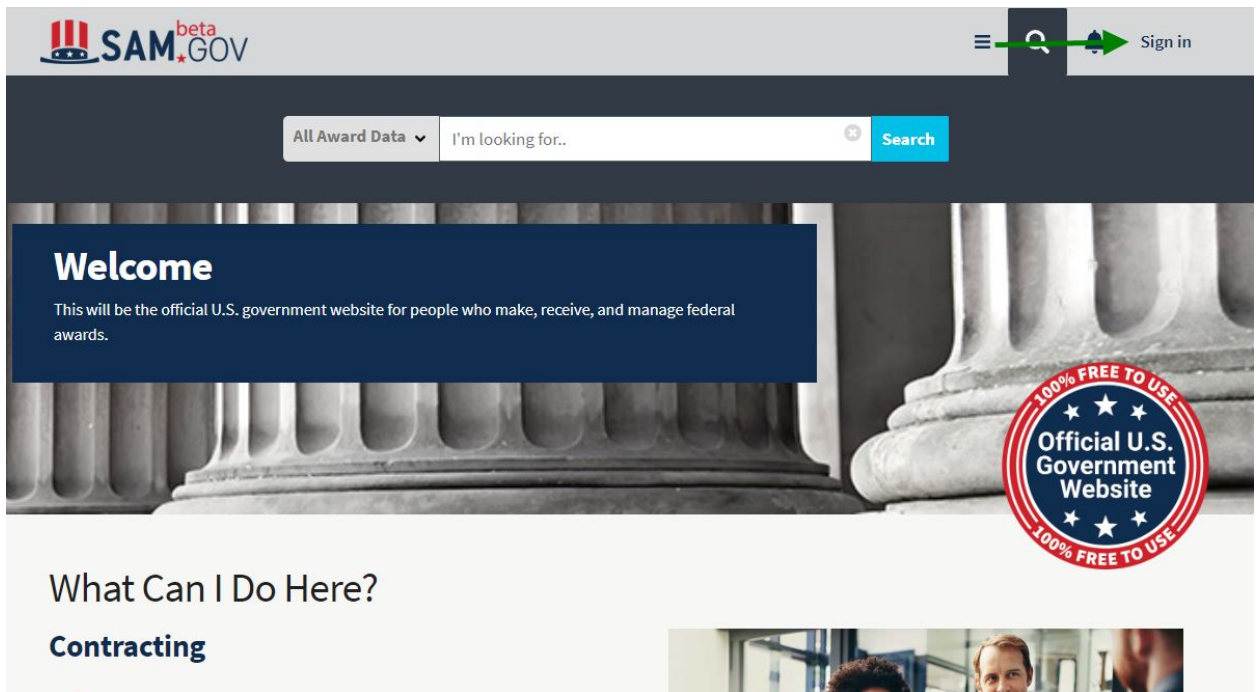 SAM.GOV beta
Sign in
All Award Data
I'm looking for..
Search
Welcome
This will be the official U.S. government website for people who make, receive, and manage federal
awards.
100% FREE TO USE
Official U.S.
Government
Website
100% FREE TO USE
What Can I Do Here?
Contracting